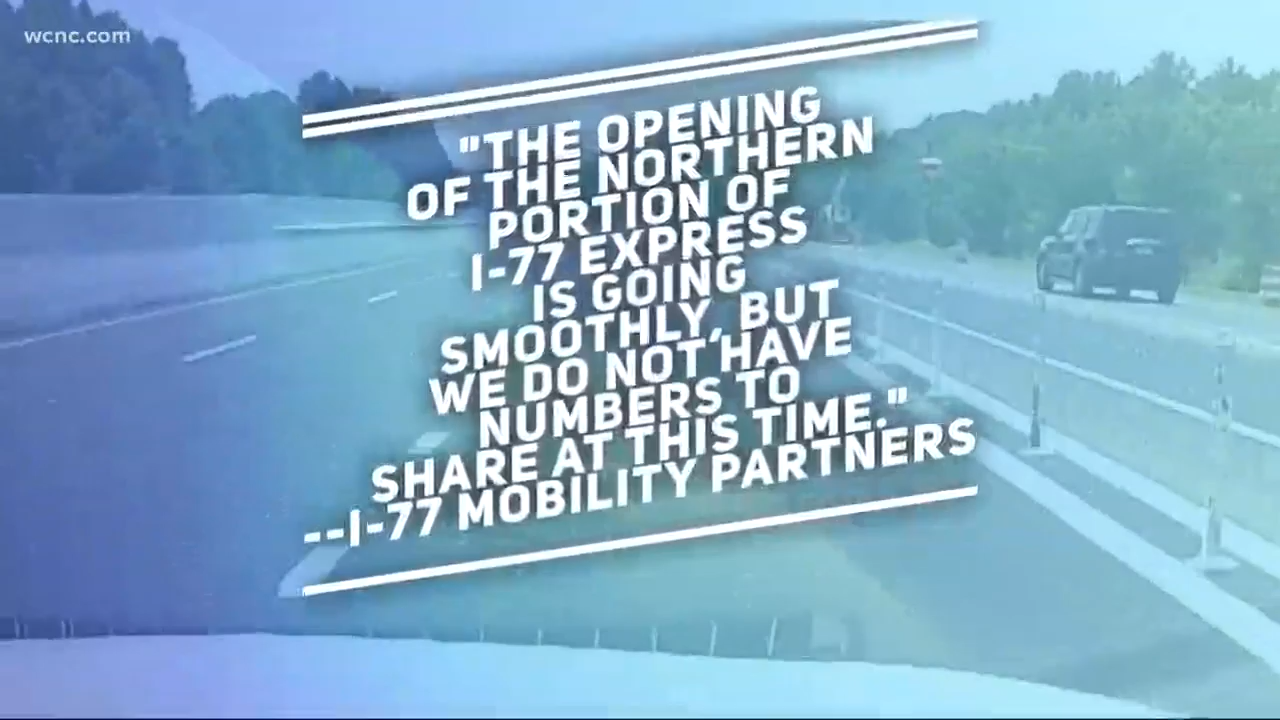 wcnc.com
"THE OPENING
OF THE NORTHERN
PORTION OF
I-77 EXPRESS
IS GOING
SMOOTHLY, BUT
WE DO NOT HAVE
NUMBERS TO
SHARE AT THIS TIME."
--I-77 MOBILITY PARTNERS